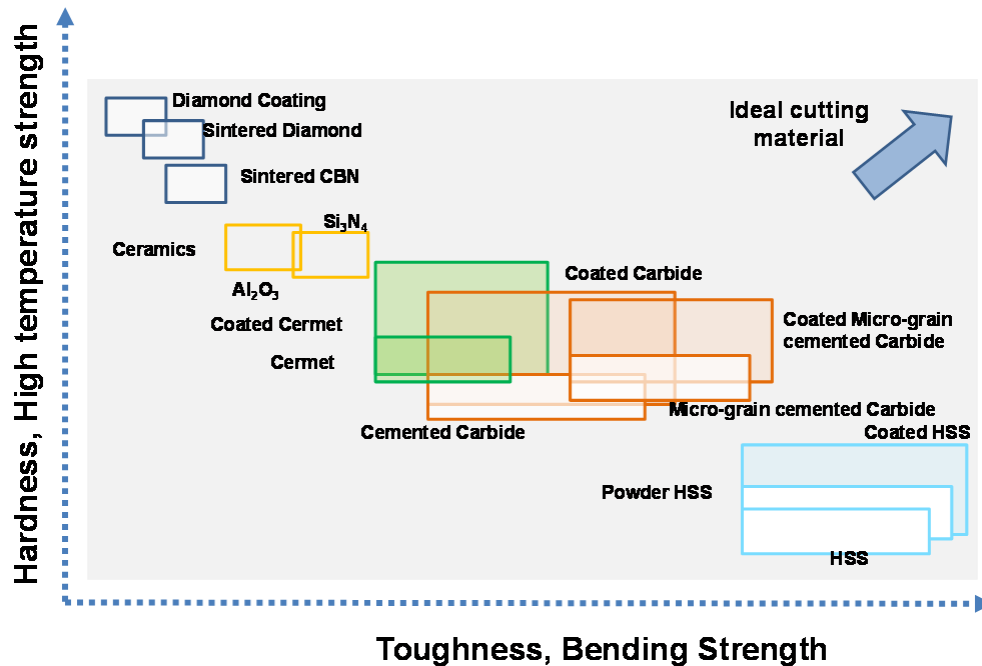 Hardness, High temperature strength
Diamond Coating
Sintered Diamond
Sintered CBN
Ideal cutting
material
Si₃N₄
Ceramics
Al₂O₃
Coated Carbide
Coated Cermet
Cermet
Coated Micro-grain
cemented Carbide
Micro-grain cemented Carbide
Cemented Carbide
Coated HSS
Powder HSS
HSS
Toughness, Bending Strength